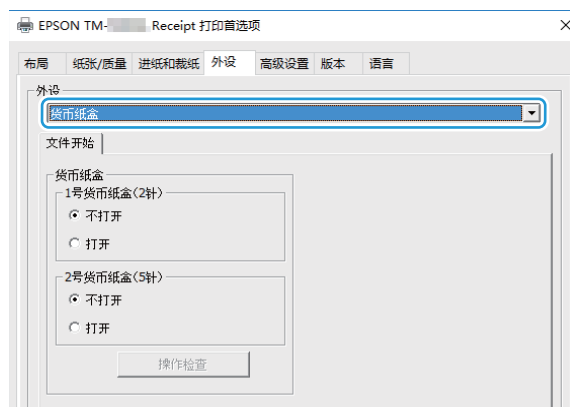 EPSON TM- Receipt 打印首选项
布局 纸张/质量 进纸和裁纸 外设 高级设置 版本 语言
外设
货币纸盒
文件开始
货币纸盒
1号货币纸盒(2针)
不打开
打开
2号货币纸盒(5针)
不打开
打开
操作检查